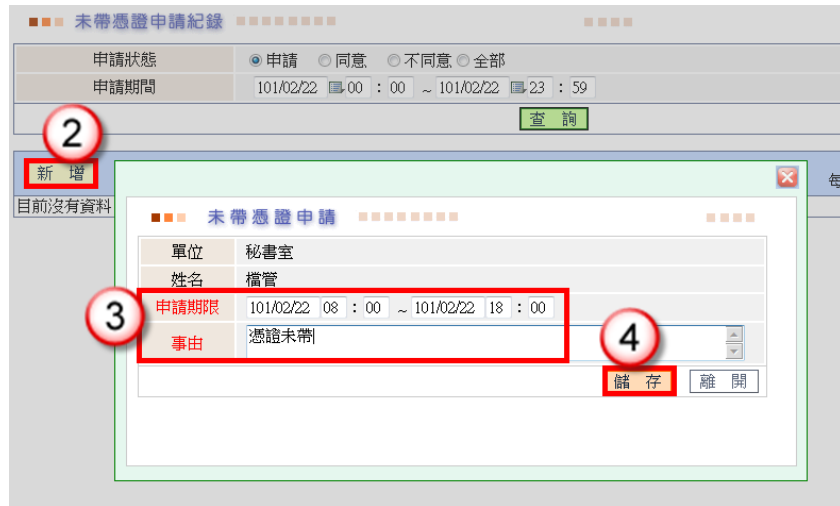 未帶憑證申請紀錄
申請狀態 申請 同意 不同意 全部
申請期間 101/02/22 00 : 00 ~ 101/02/22 23 : 59
查 詢
2
新 增
每
目前沒有資料
未帶憑證申請
單位 秘書室
姓名 檔管
3
申請期限 101/02/22 08 : 00 ~ 101/02/22 18 : 00
事由 憑證未帶
4
儲 存 離 開